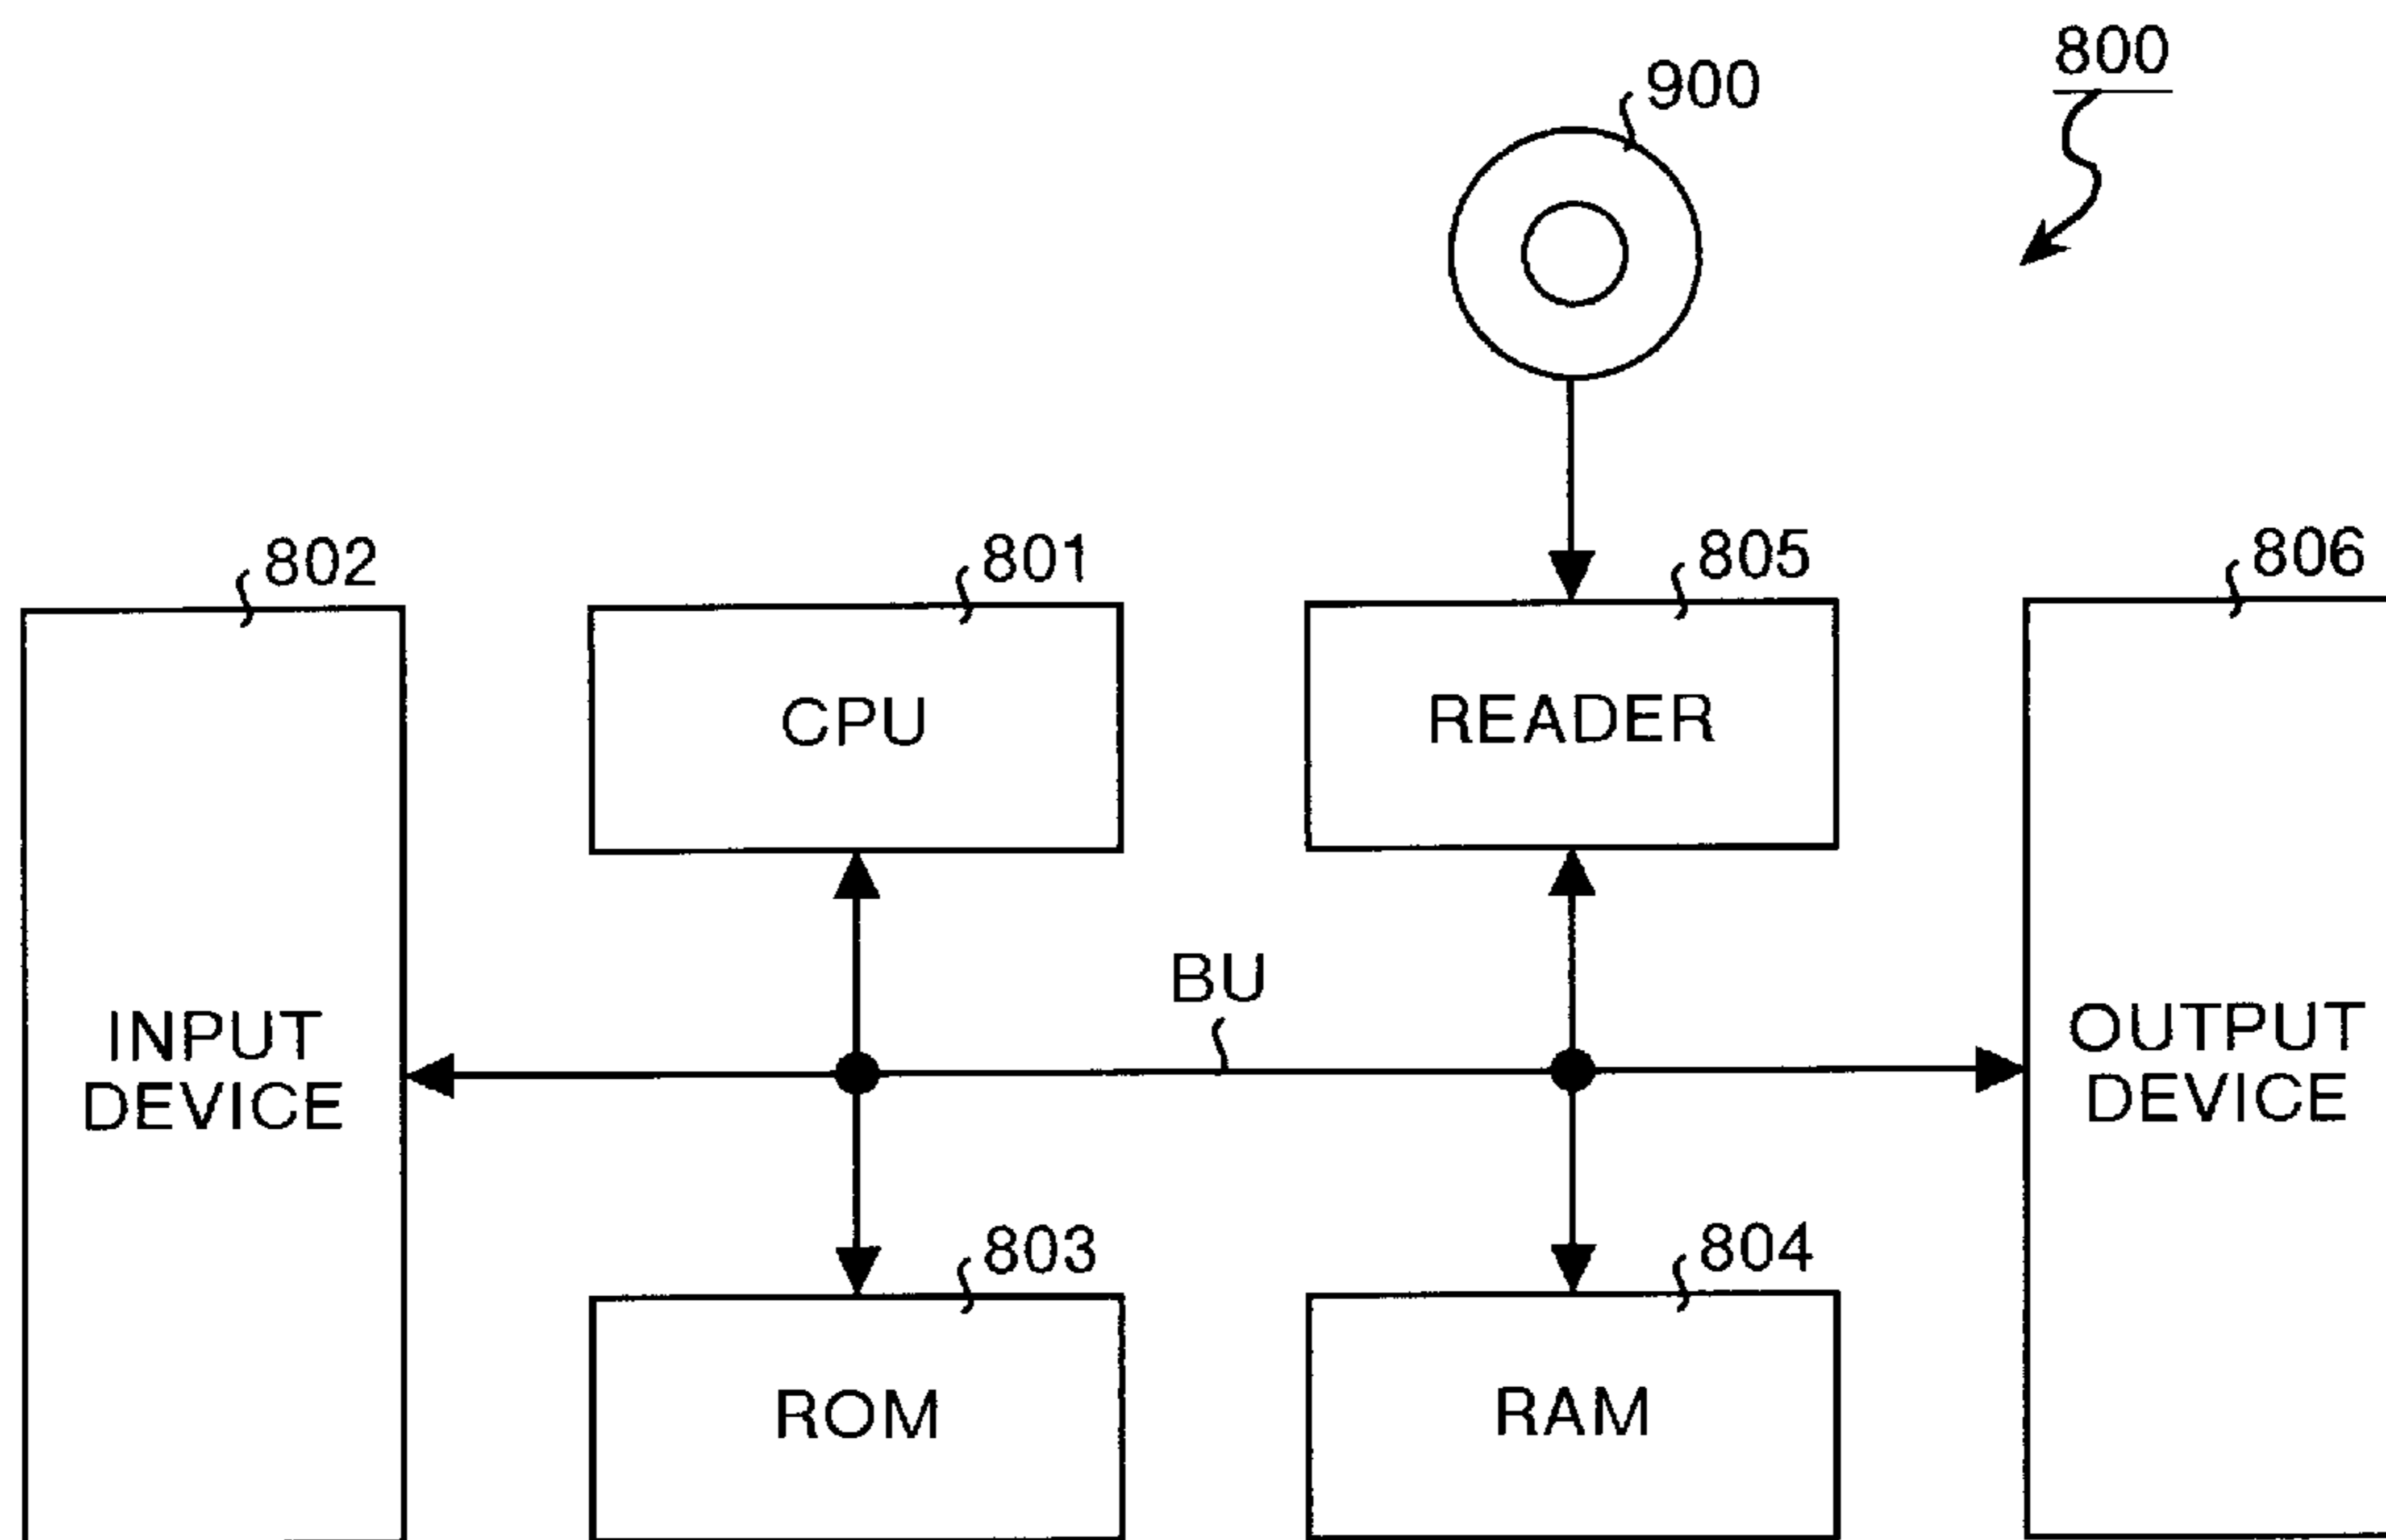 800
900
802
801
805
806
CPU
READER
BU
INPUT
DEVICE
OUTPUT
DEVICE
803
804
ROM
RAM